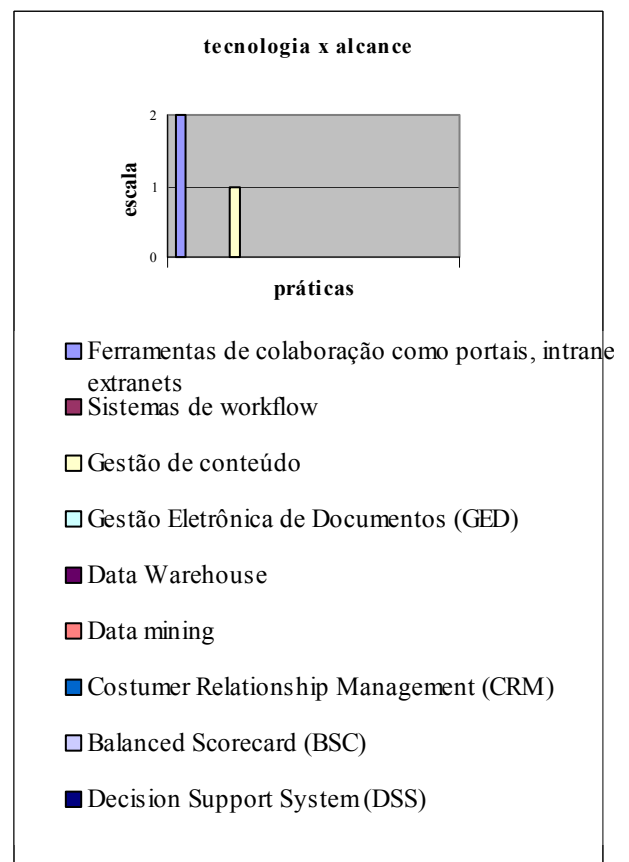 tecnologia x alcance
2
1
0
escala
práticas
Ferramentas de colaboração como portais, intrane
extranets
Sistemas de workflow
Gestão de conteúdo
Gestão Eletrônica de Documentos (GED)
Data Warehouse
Data mining
Costumer Relationship Management (CRM)
Balanced Scorecard (BSC)
Decision Support System (DSS)